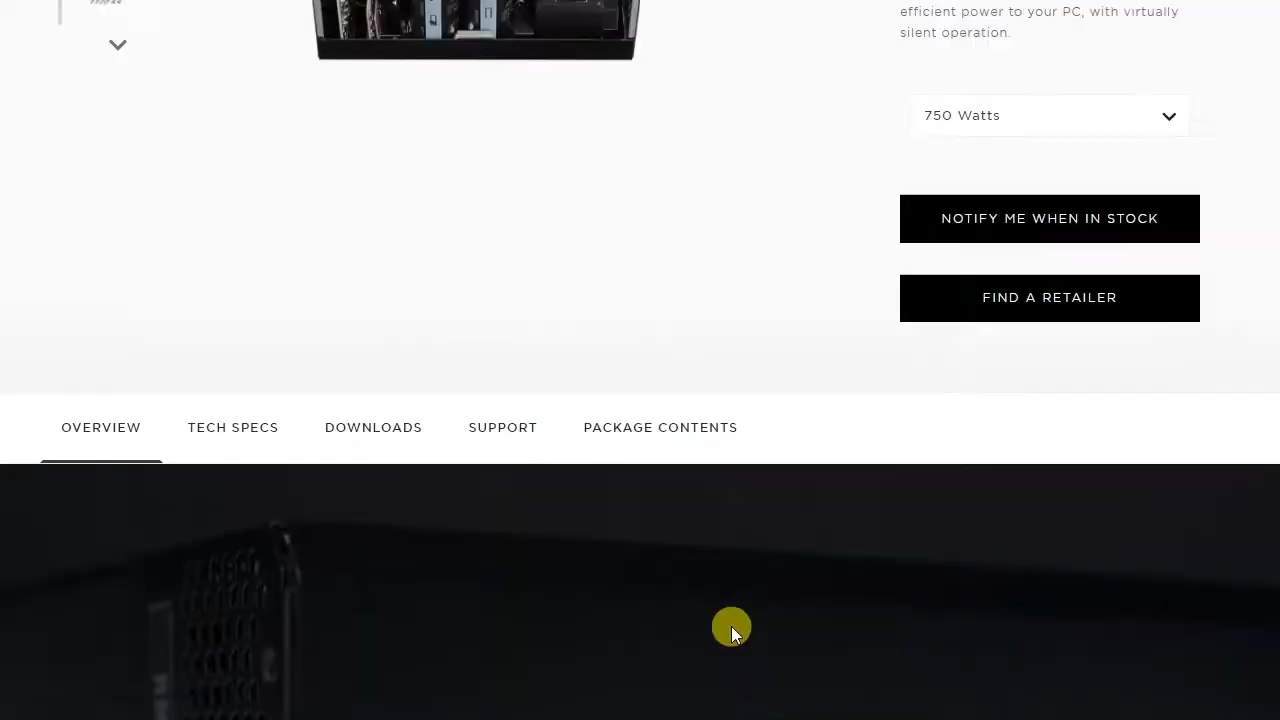 efficient power to your PC, with virtually
silent operation.
750 Watts
NOTIFY ME WHEN IN STOCK
FIND A RETAILER
OVERVIEW
TECH SPECS
DOWNLOADS
SUPPORT
PACKAGE CONTENTS